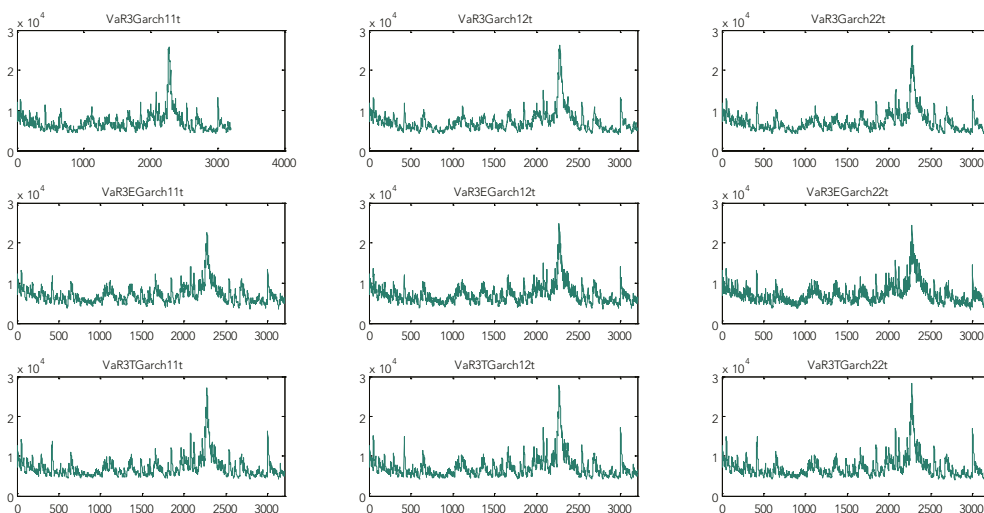 VaR3Garch11t VaR3Garch12t VaR3Garch22t
x 10^4 x 10^4 x 10^4
3 3 3
2 2 2
1 1 1
0 0 0
0 1000 2000 3000 4000 0 500 1000 1500 2000 2500 3000 0 500 1000 1500 2000 2500 3000
VaR3EGarch11t VaR3EGarch12t VaR3EGarch22t
x 10^4 x 10^4 x 10^4
3 3 3
2 2 2
1 1 1
0 0 0
0 500 1000 1500 2000 2500 3000 0 500 1000 1500 2000 2500 3000 0 500 1000 1500 2000 2500 3000
VaR3TGarch11t VaR3TGarch12t VaR3TGarch22t
x 10^4 x 10^4 x 10^4
3 3 3
2 2 2
1 1 1
0 0 0
0 500 1000 1500 2000 2500 3000 0 500 1000 1500 2000 2500 3000 0 500 1000 1500 2000 2500 3000